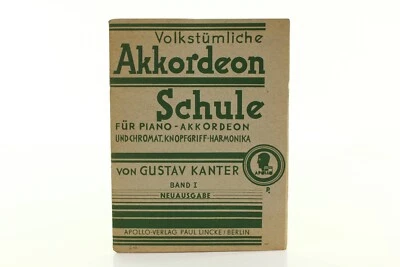 Volkstümliche
Akkordeon
Schule
FÜR PIANO-AKKORDEON
UND CHROMAT. KNOPFGRIFF-HARMONIKA
VON GUSTAV KANTER
APOLLO
BAND I
NEUAUSGABE
APOLLO-VERLAG PAUL LINCKE/BERLIN